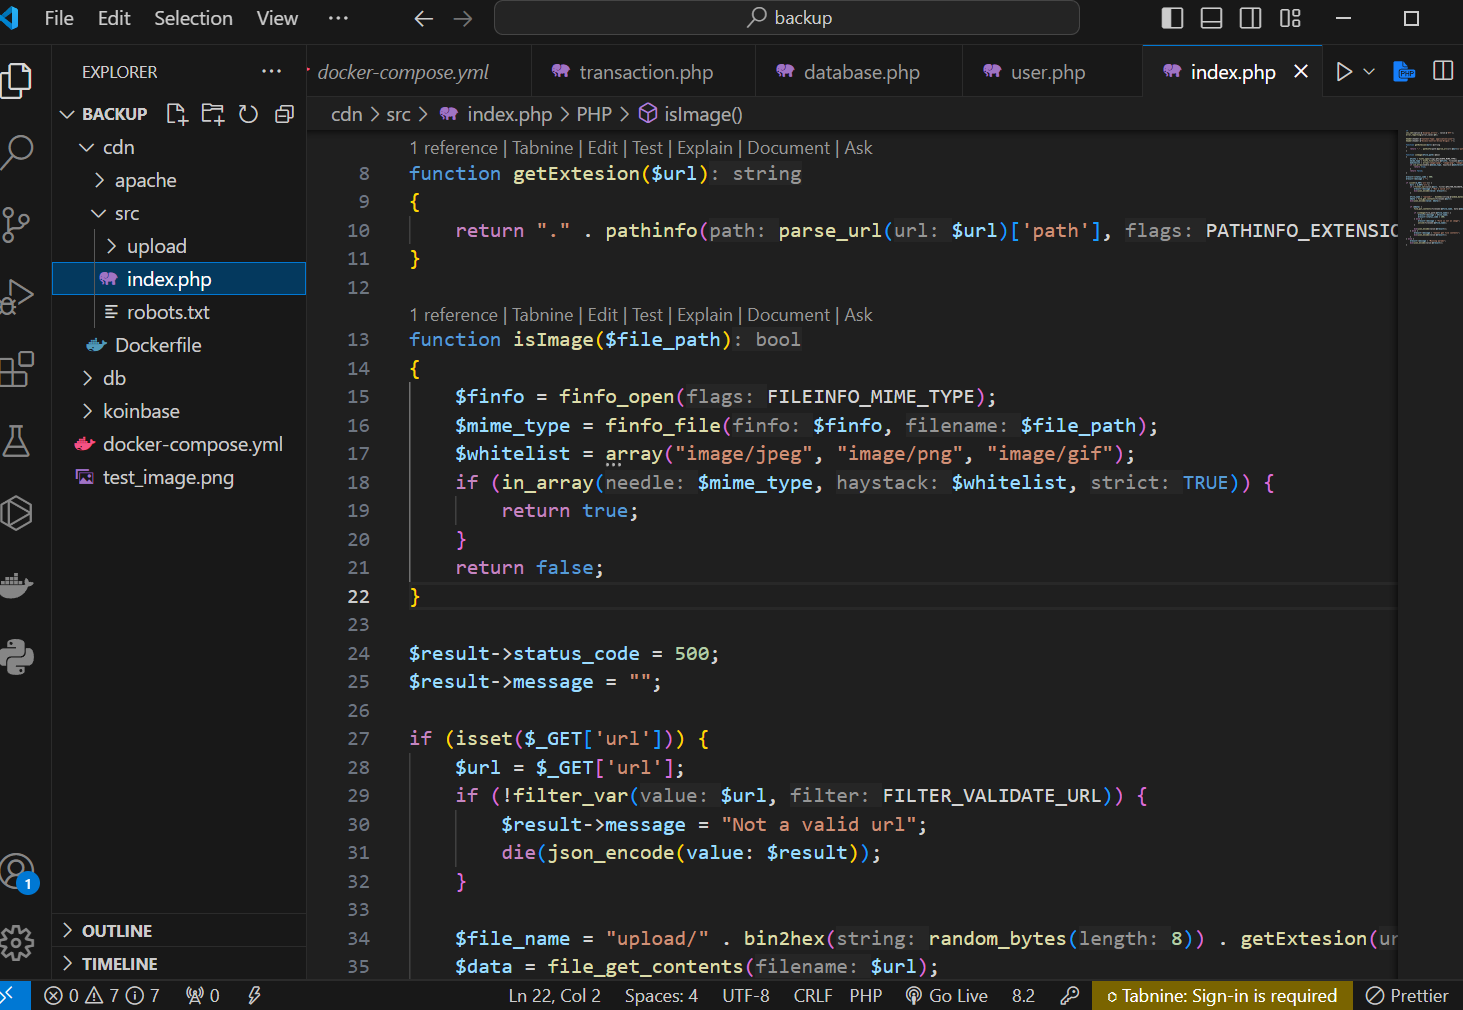 File Edit Selection View ··· backup
EXPLORER ···
docker-compose.yml transaction.php database.php user.php index.php
BACKUP
cdn > src > index.php > PHP > isImage()
cdn
apache
src
upload
index.php
robots.txt
Dockerfile
db
koinbase
docker-compose.yml
test_image.png
OUTLINE
TIMELINE
1 reference | Tabnine | Edit | Test | Explain | Document | Ask
8 function getExtesion($url): string
9 {
10 return "." . pathinfo(path: parse_url(url: $url)['path'], flags: PATHINFO_EXTENSIO
11 }
12
1 reference | Tabnine | Edit | Test | Explain | Document | Ask
13 function isImage($file_path): bool
14 {
15 $finfo = finfo_open(flags: FILEINFO_MIME_TYPE);
16 $mime_type = finfo_file(finfo: $finfo, filename: $file_path);
17 $whitelist = array("image/jpeg", "image/png", "image/gif");
18 if (in_array(needle: $mime_type, haystack: $whitelist, strict: TRUE)) {
19 return true;
20 }
21 return false;
22 }
23
24 $result->status_code = 500;
25 $result->message = "";
26
27 if (isset($_GET['url'])) {
28 $url = $_GET['url'];
29 if (!filter_var(value: $url, filter: FILTER_VALIDATE_URL)) {
30 $result->message = "Not a valid url";
31 die(json_encode(value: $result));
32 }
33
34 $file_name = "upload/" . bin2hex(string: random_bytes(length: 8)) . getExtesion(ur
35 $data = file_get_contents(filename: $url);
1
0 7 7 0 Ln 22, Col 2 Spaces: 4 UTF-8 CRLF PHP Go Live 8.2 Tabnine: Sign-in is required Prettier